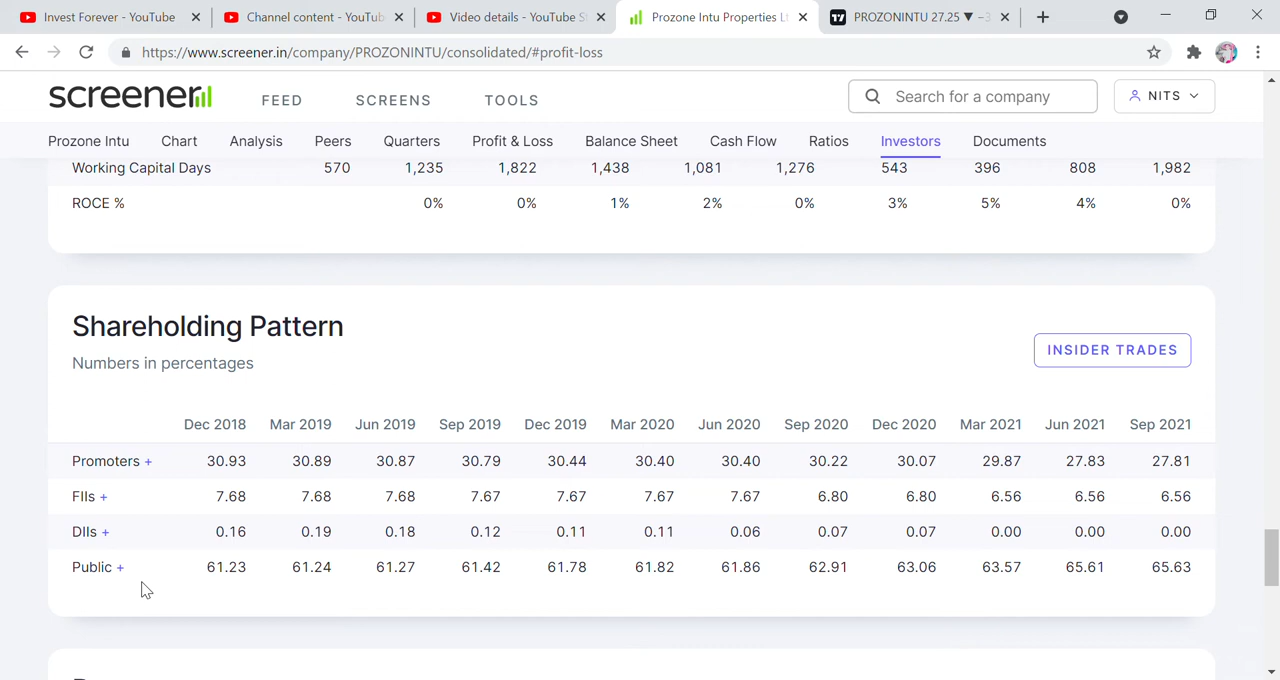 Invest Forever - YouTube
Channel content - YouTub
Video details - YouTube S
Prozone Intu Properties Lt
PROZONINTU 27.25 ▼ −3
https://www.screener.in/company/PROZONINTU/consolidated/#profit-loss
screener
FEED SCREENS TOOLS
Search for a company
NITS
Prozone Intu Chart Analysis Peers Quarters Profit & Loss Balance Sheet Cash Flow Ratios Investors Documents
Working Capital Days 570 1,235 1,822 1,438 1,081 1,276 543 396 808 1,982
ROCE % 0% 0% 1% 2% 0% 3% 5% 4% 0%
Shareholding Pattern
Numbers in percentages
INSIDER TRADES
Dec 2018 Mar 2019 Jun 2019 Sep 2019 Dec 2019 Mar 2020 Jun 2020 Sep 2020 Dec 2020 Mar 2021 Jun 2021 Sep 2021
Promoters + 30.93 30.89 30.87 30.79 30.44 30.40 30.40 30.22 30.07 29.87 27.83 27.81
FIIs + 7.68 7.68 7.68 7.67 7.67 7.67 7.67 6.80 6.80 6.56 6.56 6.56
DIIs + 0.16 0.19 0.18 0.12 0.11 0.11 0.06 0.07 0.07 0.00 0.00 0.00
Public + 61.23 61.24 61.27 61.42 61.78 61.82 61.86 62.91 63.06 63.57 65.61 65.63